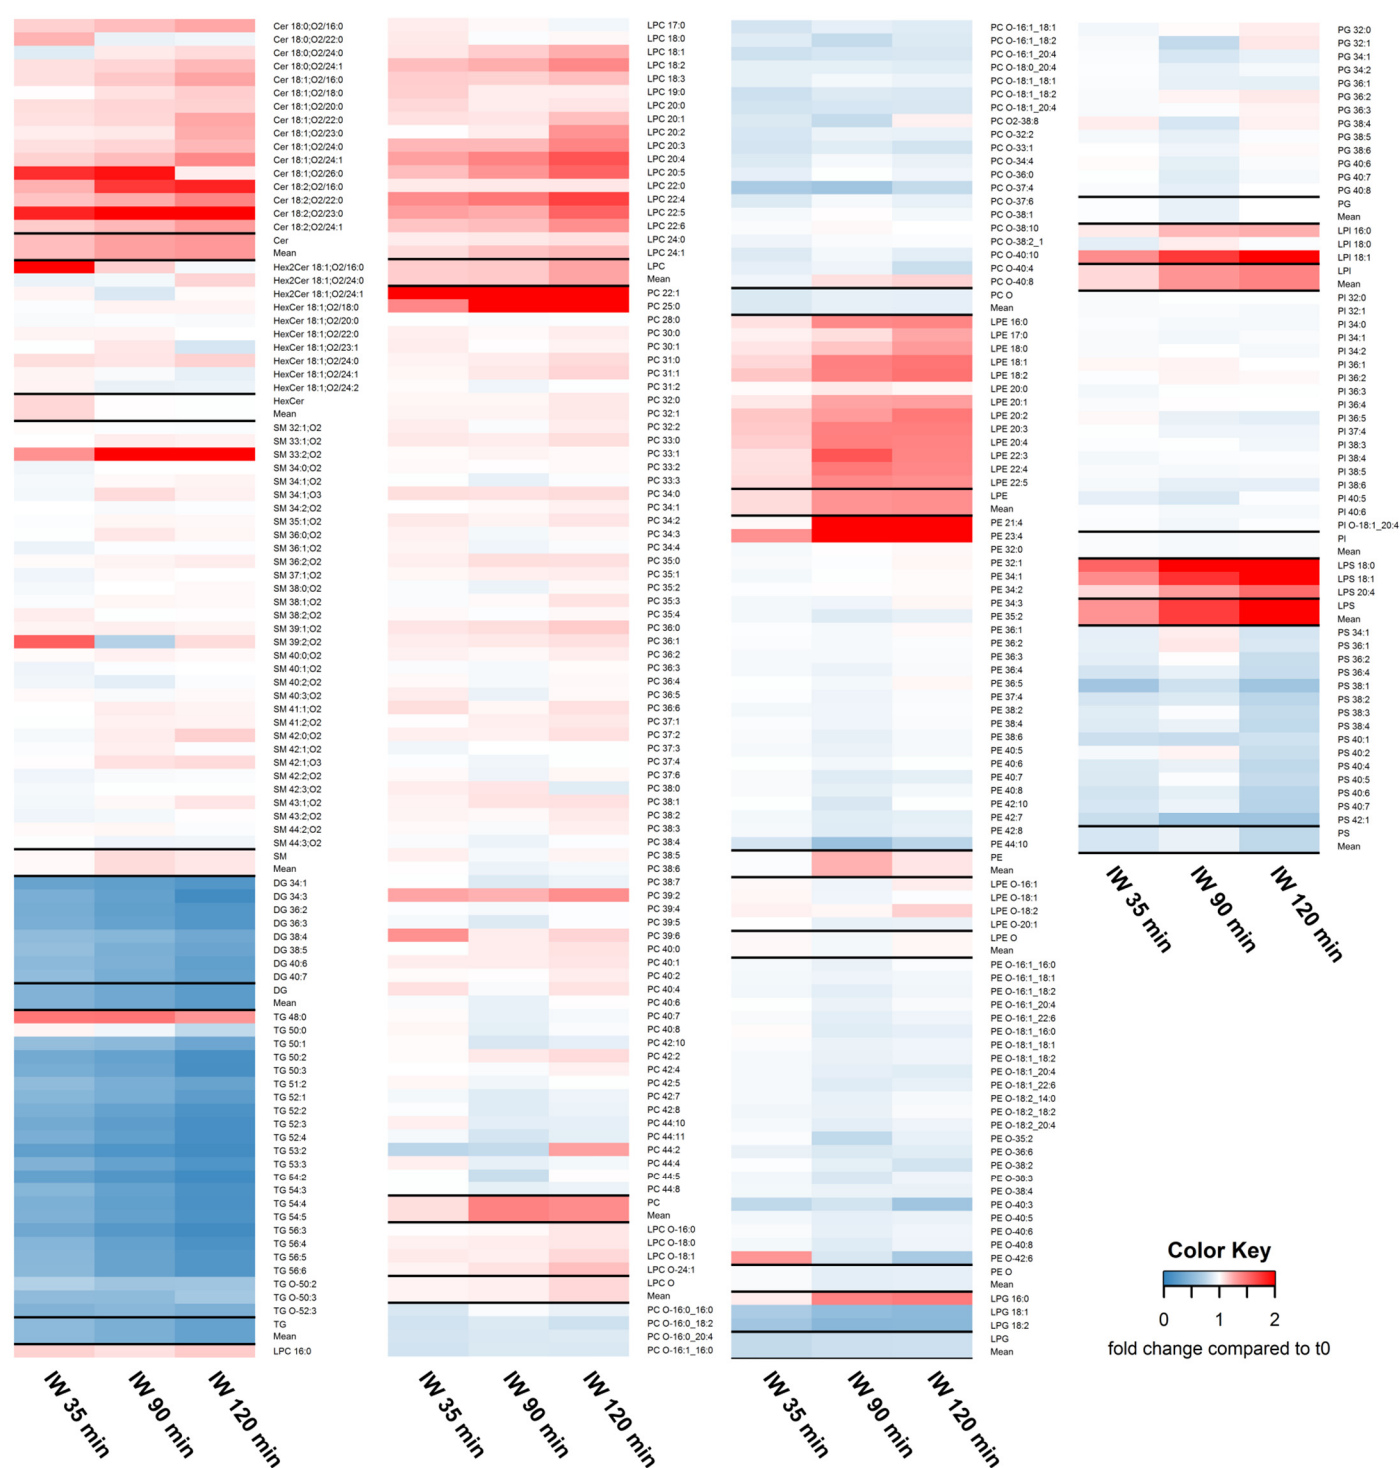 Cer 18:0;O2/16:0
Cer 18:0;O2/22:0
Cer 18:0;O2/24:0
Cer 18:0;O2/24:1
Cer 18:1;O2/16:0
Cer 18:1;O2/18:0
Cer 18:1;O2/20:0
Cer 18:1;O2/22:0
Cer 18:1;O2/23:0
Cer 18:1;O2/24:0
Cer 18:1;O2/24:1
Cer 18:1;O2/26:0
Cer 18:2;O2/16:0
Cer 18:2;O2/22:0
Cer 18:2;O2/23:0
Cer 18:2;O2/24:1
Cer
Mean
Hex2Cer 18:1;O2/16:0
Hex2Cer 18:1;O2/24:0
Hex2Cer 18:1;O2/24:1
HexCer 18:1;O2/18:0
HexCer 18:1;O2/20:0
HexCer 18:1;O2/22:0
HexCer 18:1;O2/23:1
HexCer 18:1;O2/24:0
HexCer 18:1;O2/24:1
HexCer 18:1;O2/24:2
HexCer
Mean
SM 32:1;O2
SM 33:1;O2
SM 33:2;O2
SM 34:0;O2
SM 34:1;O2
SM 34:1;O3
SM 34:2;O2
SM 35:1;O2
SM 36:0;O2
SM 36:1;O2
SM 36:2;O2
SM 37:1;O2
SM 38:0;O2
SM 38:1;O2
SM 38:2;O2
SM 39:1;O2
SM 39:2;O2
SM 40:0;O2
SM 40:1;O2
SM 40:2;O2
SM 40:3;O2
SM 41:1;O2
SM 41:2;O2
SM 42:0;O2
SM 42:1;O2
SM 42:1;O3
SM 42:2;O2
SM 42:3;O2
SM 43:1;O2
SM 43:2;O2
SM 44:2;O2
SM 44:3;O2
SM
Mean
DG 34:1
DG 34:3
DG 36:2
DG 36:3
DG 38:4
DG 38:5
DG 40:6
DG 40:7
DG
Mean
TG 48:0
TG 50:0
TG 50:1
TG 50:2
TG 50:3
TG 51:2
TG 52:1
TG 52:2
TG 52:3
TG 52:4
TG 53:2
TG 53:3
TG 54:2
TG 54:3
TG 54:4
TG 54:5
TG 56:3
TG 56:4
TG 56:5
TG 56:6
TG O-50:2
TG O-50:3
TG O-52:3
TG
Mean
LPC 16:0
IW 35 min
IW 90 min
IW 120 min
LPC 17:0
LPC 18:0
LPC 18:1
LPC 18:2
LPC 18:3
LPC 19:0
LPC 20:0
LPC 20:1
LPC 20:2
LPC 20:3
LPC 20:4
LPC 20:5
LPC 22:0
LPC 22:4
LPC 22:5
LPC 22:6
LPC 24:0
LPC 24:1
LPC
Mean
PC 22:1
PC 25:0
PC 28:0
PC 30:0
PC 30:1
PC 31:0
PC 31:1
PC 31:2
PC 32:0
PC 32:1
PC 32:2
PC 33:0
PC 33:1
PC 33:2
PC 33:3
PC 34:0
PC 34:1
PC 34:2
PC 34:3
PC 34:4
PC 35:0
PC 35:1
PC 35:2
PC 35:3
PC 35:4
PC 36:0
PC 36:1
PC 36:2
PC 36:3
PC 36:4
PC 36:5
PC 36:6
PC 37:1
PC 37:2
PC 37:3
PC 37:4
PC 37:6
PC 38:0
PC 38:1
PC 38:2
PC 38:3
PC 38:4
PC 38:5
PC 38:6
PC 38:7
PC 39:2
PC 39:4
PC 39:5
PC 39:6
PC 40:0
PC 40:1
PC 40:2
PC 40:4
PC 40:6
PC 40:7
PC 40:8
PC 42:10
PC 42:2
PC 42:4
PC 42:5
PC 42:7
PC 42:8
PC 44:10
PC 44:11
PC 44:2
PC 44:4
PC 44:5
PC 44:8
PC
Mean
LPC O-16:0
LPC O-18:0
LPC O-18:1
LPC O-24:1
LPC O
Mean
PC O-16:0_16:0
PC O-16:0_18:2
PC O-16:0_20:4
PC O-16:1_16:0
IW 35 min
IW 90 min
IW 120 min
PC O-16:1_18:1
PC O-16:1_18:2
PC O-16:1_20:4
PC O-18:0_20:4
PC O-18:1_18:1
PC O-18:1_18:2
PC O-18:1_20:4
PC O2-38:8
PC O-32:2
PC O-33:1
PC O-34:4
PC O-36:0
PC O-37:4
PC O-37:6
PC O-38:1
PC O-38:10
PC O-38:2_1
PC O-40:10
PC O-40:4
PC O-40:8
PC O
Mean
LPE 16:0
LPE 17:0
LPE 18:0
LPE 18:1
LPE 18:2
LPE 20:0
LPE 20:1
LPE 20:2
LPE 20:3
LPE 20:4
LPE 22:3
LPE 22:4
LPE 22:5
LPE
Mean
PE 21:4
PE 23:4
PE 32:0
PE 32:1
PE 34:1
PE 34:2
PE 34:3
PE 35:2
PE 36:1
PE 36:2
PE 36:3
PE 36:4
PE 36:5
PE 37:4
PE 38:2
PE 38:4
PE 38:6
PE 40:5
PE 40:6
PE 40:7
PE 40:8
PE 42:10
PE 42:7
PE 42:8
PE 44:10
PE
Mean
LPE O-16:1
LPE O-18:1
LPE O-18:2
LPE O-20:1
LPE O
Mean
PE O-16:1_16:0
PE O-16:1_18:1
PE O-16:1_18:2
PE O-16:1_20:4
PE O-16:1_22:6
PE O-18:1_16:0
PE O-18:1_18:1
PE O-18:1_18:2
PE O-18:1_20:4
PE O-18:1_22:6
PE O-18:2_14:0
PE O-18:2_18:2
PE O-18:2_20:4
PE O-35:2
PE O-36:6
PE O-38:2
PE O-38:3
PE O-38:4
PE O-40:3
PE O-40:5
PE O-40:6
PE O-40:8
PE O-42:6
PE O
Mean
LPG 16:0
LPG 18:1
LPG 18:2
LPG
Mean
IW 35 min
IW 90 min
IW 120 min
PG 32:0
PG 32:1
PG 34:1
PG 34:2
PG 36:1
PG 36:2
PG 36:3
PG 38:4
PG 38:5
PG 38:6
PG 40:6
PG 40:7
PG 40:8
PG
Mean
LPI 16:0
LPI 18:0
LPI 18:1
LPI
Mean
PI 32:0
PI 32:1
PI 34:0
PI 34:1
PI 34:2
PI 36:1
PI 36:2
PI 36:3
PI 36:4
PI 36:5
PI 37:4
PI 38:3
PI 38:4
PI 38:5
PI 38:6
PI 40:5
PI 40:6
PI O-18:1_20:4
PI
Mean
LPS 18:0
LPS 18:1
LPS 20:4
LPS
Mean
PS 34:1
PS 36:1
PS 36:2
PS 36:4
PS 38:1
PS 38:2
PS 38:3
PS 38:4
PS 40:1
PS 40:2
PS 40:4
PS 40:5
PS 40:6
PS 40:7
PS 42:1
PS
Mean
IW 35 min
IW 90 min
IW 120 min
Color Key
0 1 2
fold change compared to t0